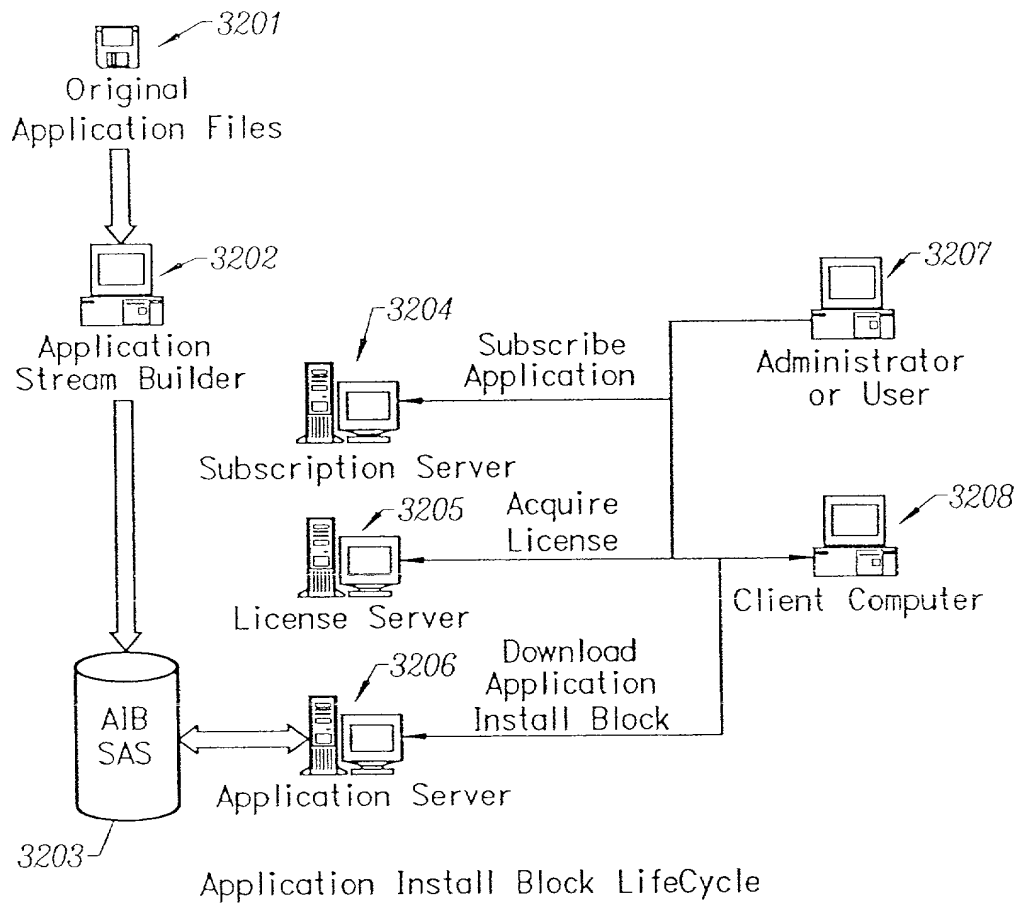 3201
Original
Application Files
3202
Application
Stream Builder
3204
Subscribe
Application
3207
Administrator
or User
Subscription Server
3205
Acquire
License
3208
License Server
Client Computer
3206
Download
Application
Install Block
AIB
SAS
Application Server
3203
Application Install Block LifeCycle